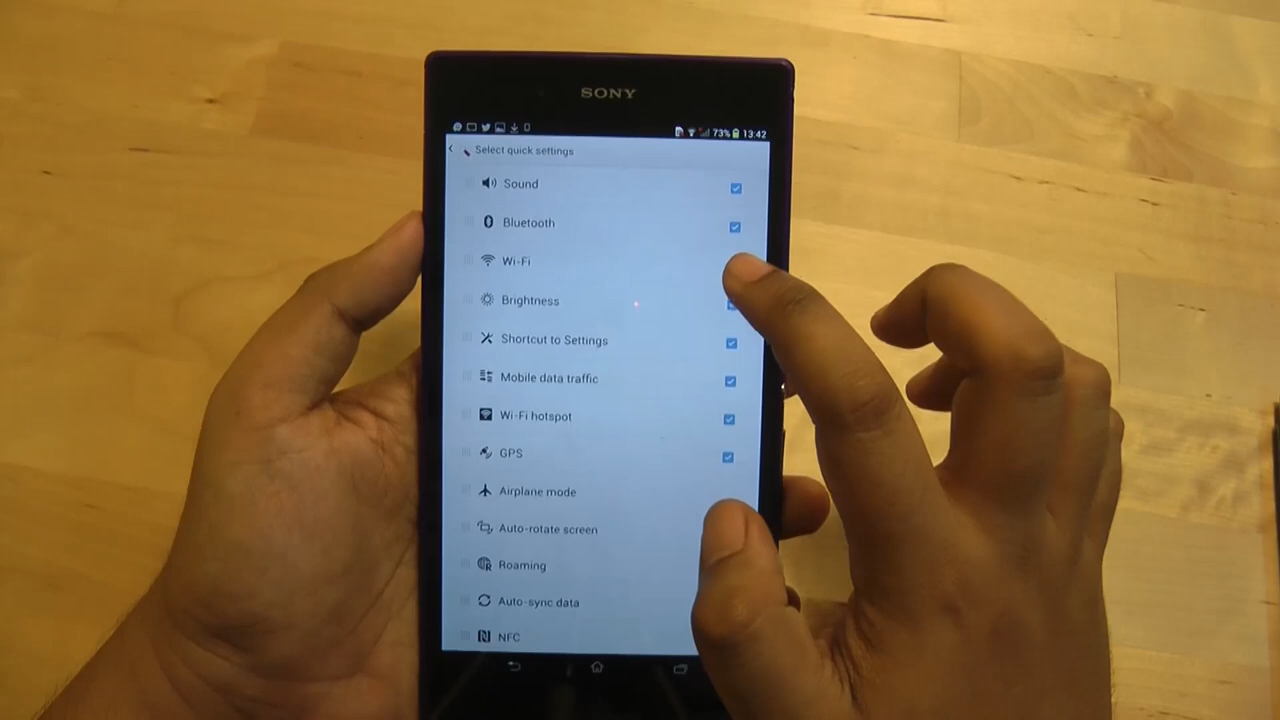 SONY
73% 13:42
Select quick settings
Sound
Bluetooth
Wi-Fi
Brightness
Shortcut to Settings
Mobile data traffic
Wi-Fi hotspot
GPS
Airplane mode
Auto-rotate screen
Roaming
Auto-sync data
NFC